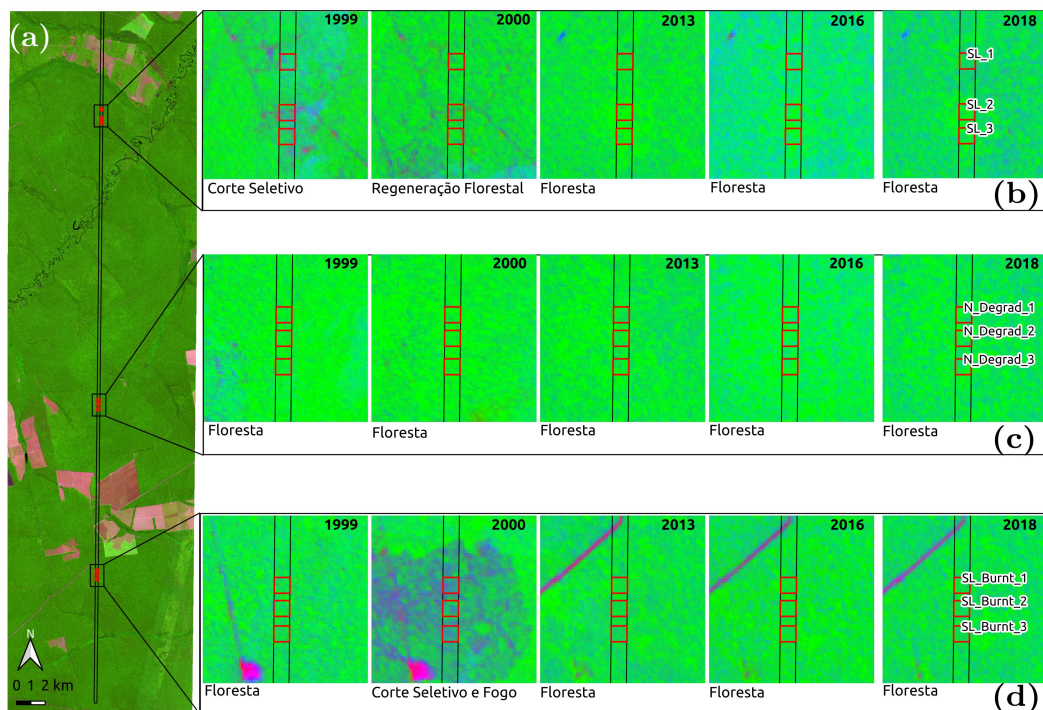 (a)
N
0 1 2 km
1999
2000
2013
2016
2018
SL_1
SL_2
SL_3
Corte Seletivo
Regeneração Florestal
Floresta
Floresta
Floresta
(b)
1999
2000
2013
2016
2018
N_Degrad_1
N_Degrad_2
N_Degrad_3
Floresta
Floresta
Floresta
Floresta
Floresta
(c)
1999
2000
2013
2016
2018
SL_Burnt_1
SL_Burnt_2
SL_Burnt_3
Floresta
Corte Seletivo e Fogo
Floresta
Floresta
Floresta
(d)